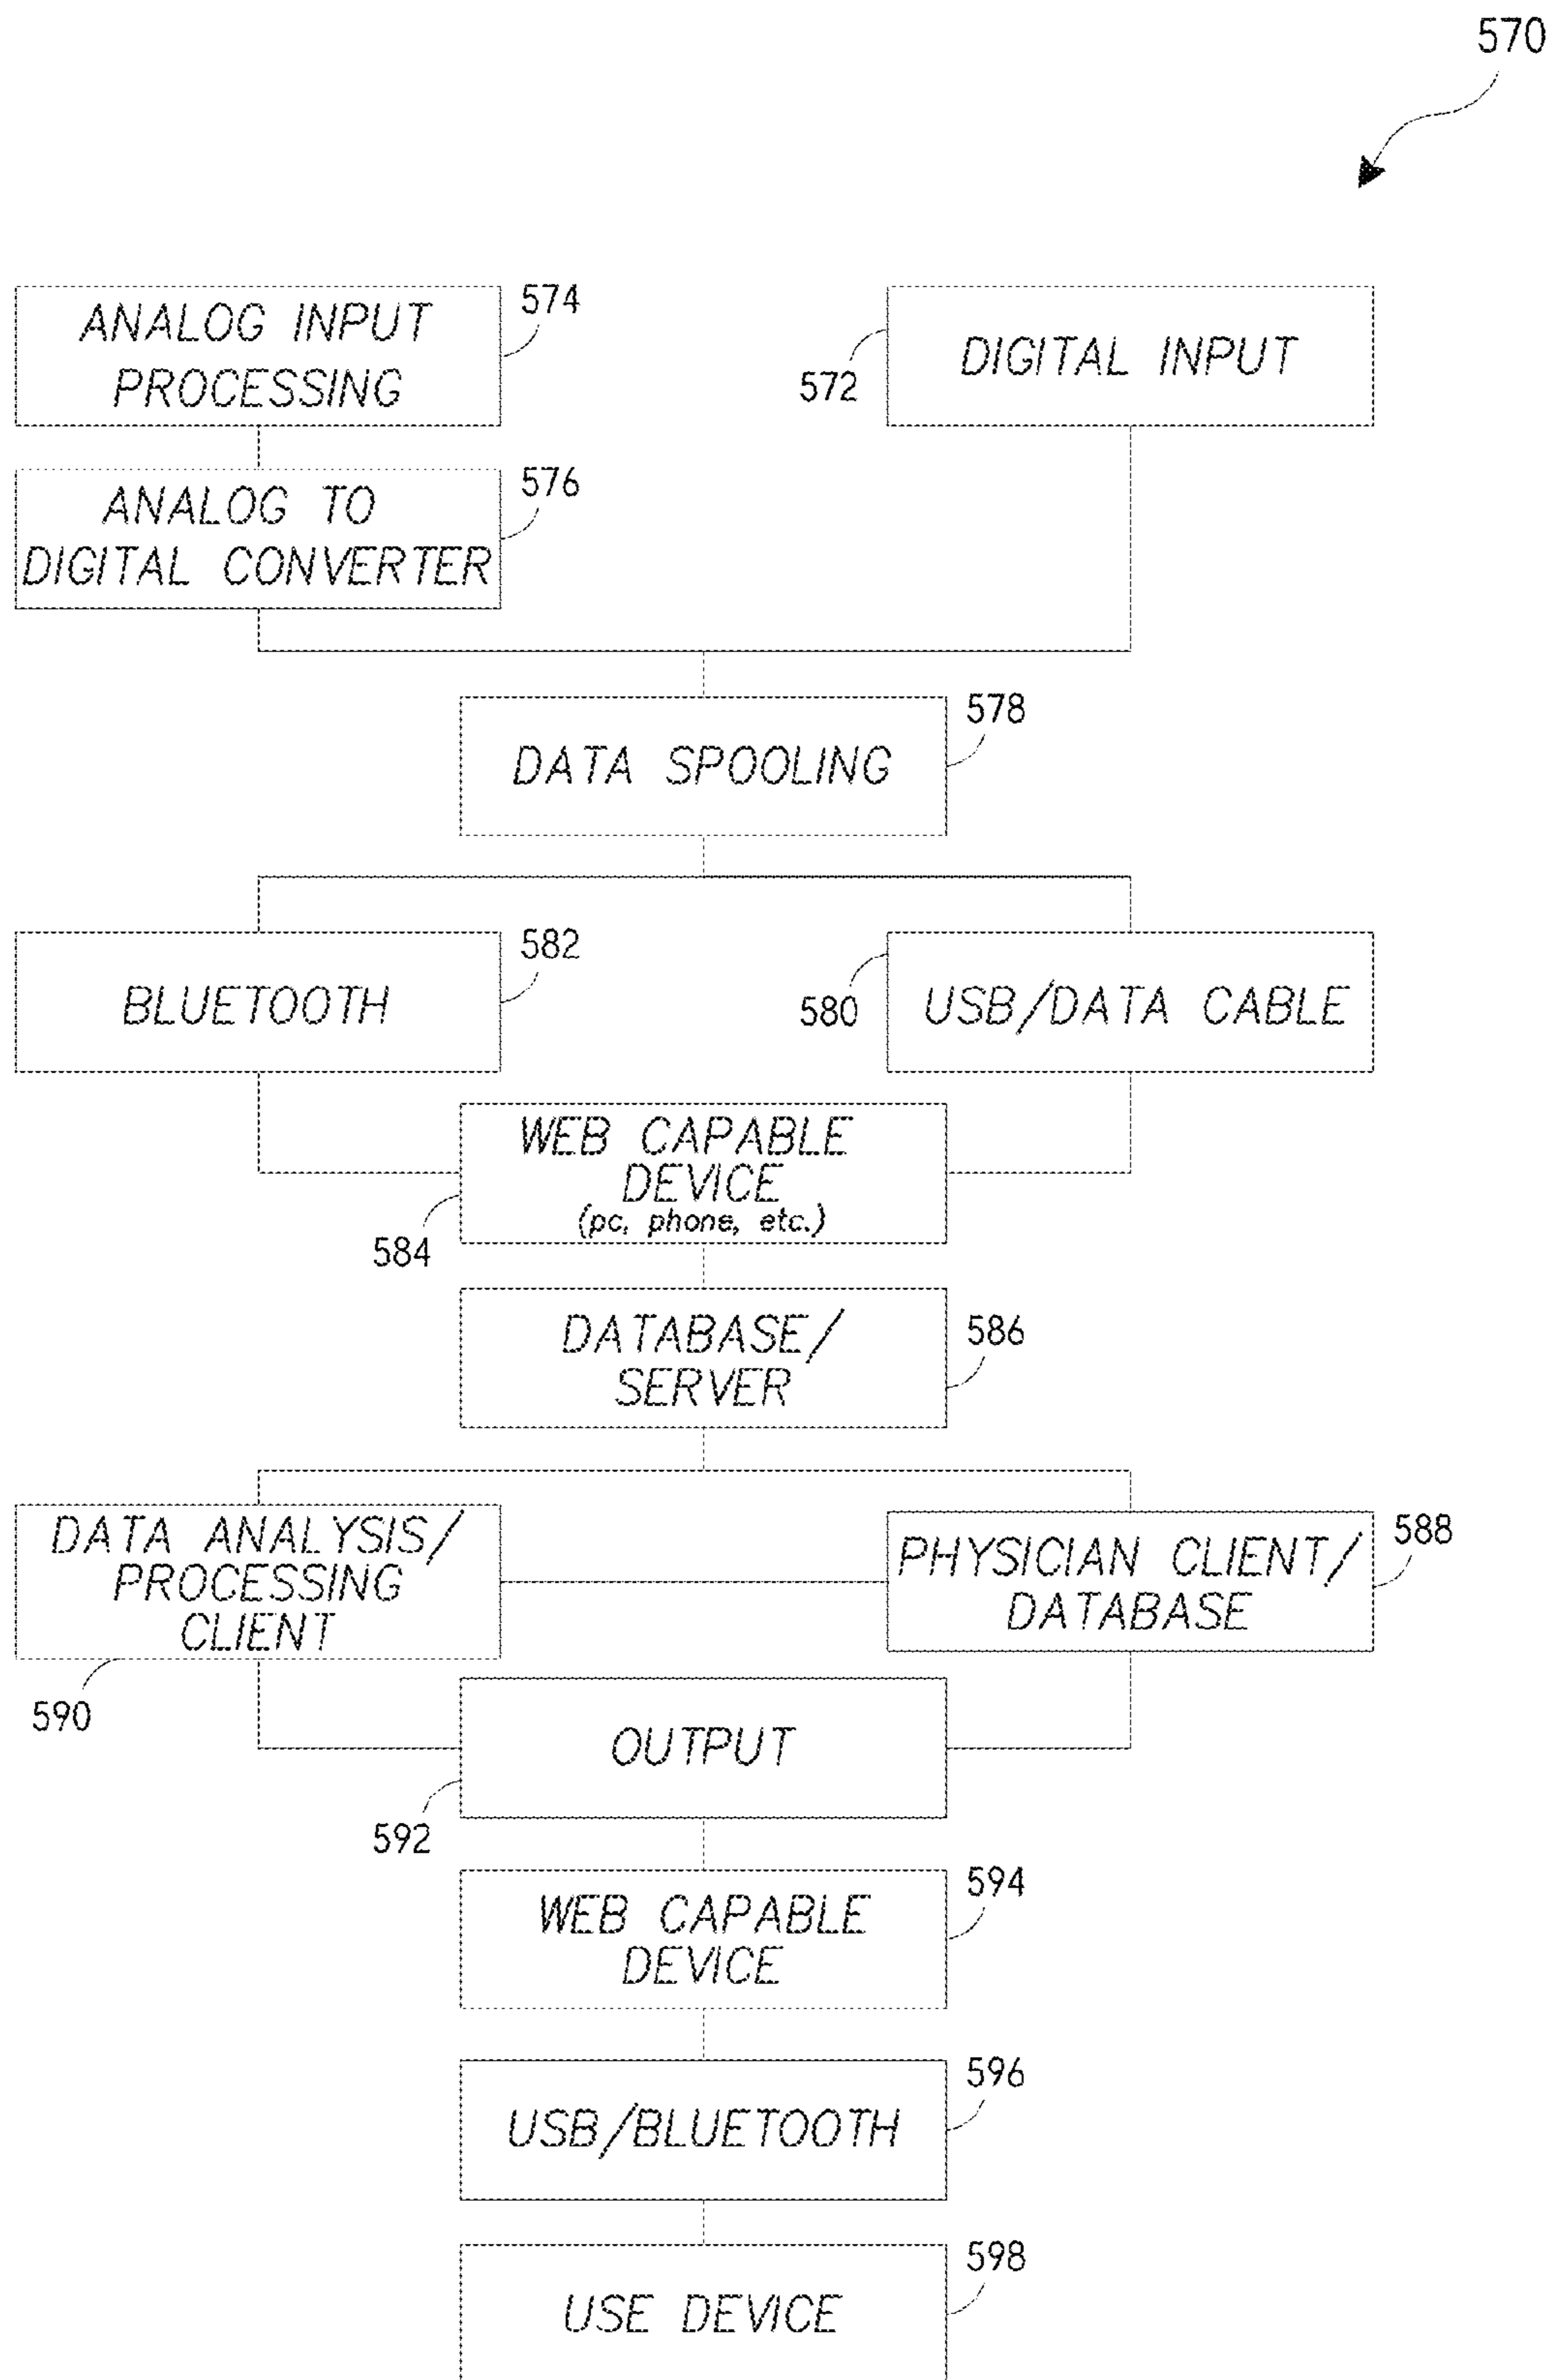 570
ANALOG INPUT
PROCESSING
574
572
DIGITAL INPUT
ANALOG TO
DIGITAL CONVERTER
576
DATA SPOOLING
578
BLUETOOTH
582
580
USB/DATA CABLE
WEB CAPABLE
DEVICE
(pc, phone, etc.)
584
DATABASE/
SERVER
586
DATA ANALYSIS/
PROCESSING
CLIENT
590
PHYSICIAN CLIENT/
DATABASE
588
OUTPUT
592
WEB CAPABLE
DEVICE
594
USB/BLUETOOTH
596
USE DEVICE
598